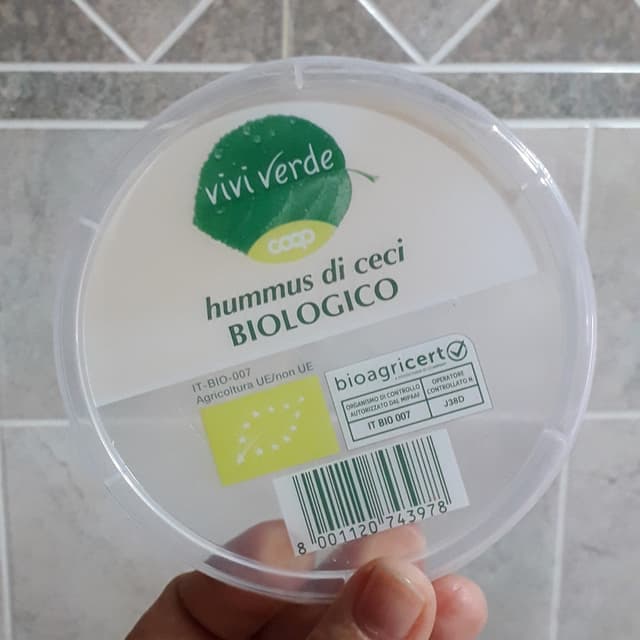 vivi verde
coop
hummus di ceci
BIOLOGICO
IT-BIO-007
Agricoltura UE/non UE
bioagricert
ORGANISMO DI CONTROLLO
AUTORIZZATO DAL MIPAAF
IT BIO 007
OPERATORE
CONTROLLATO N.
J38D
8 001120 743978